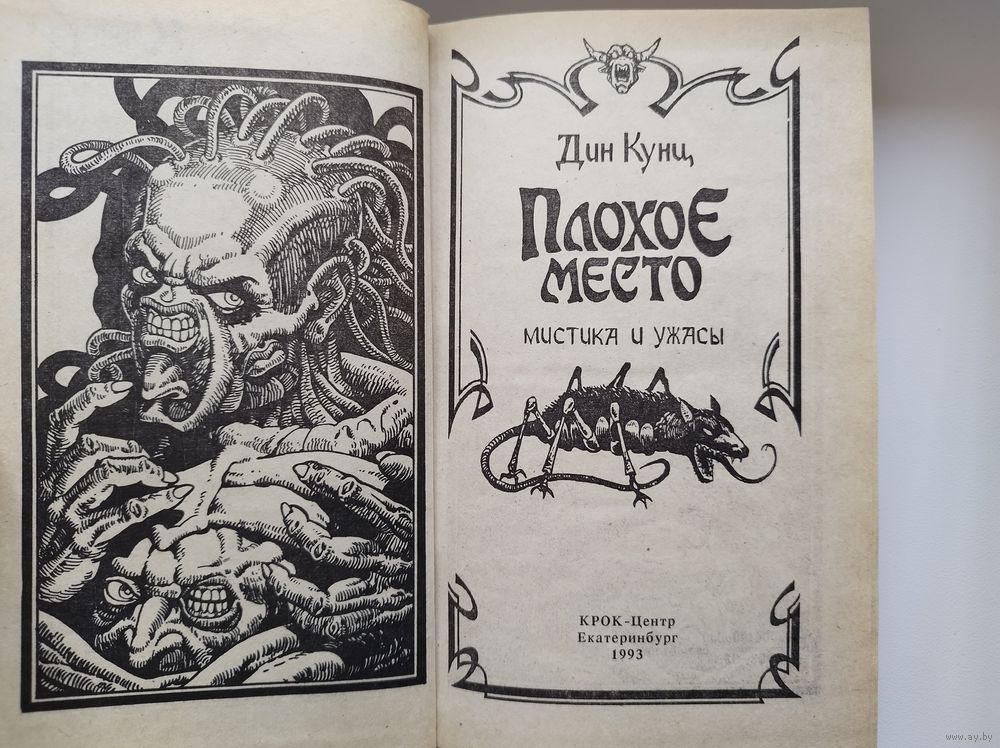 Дин Кунц
Плохое
место
мистика и ужасы
КРОК-Центр
Екатеринбург
1993
www.ay.by